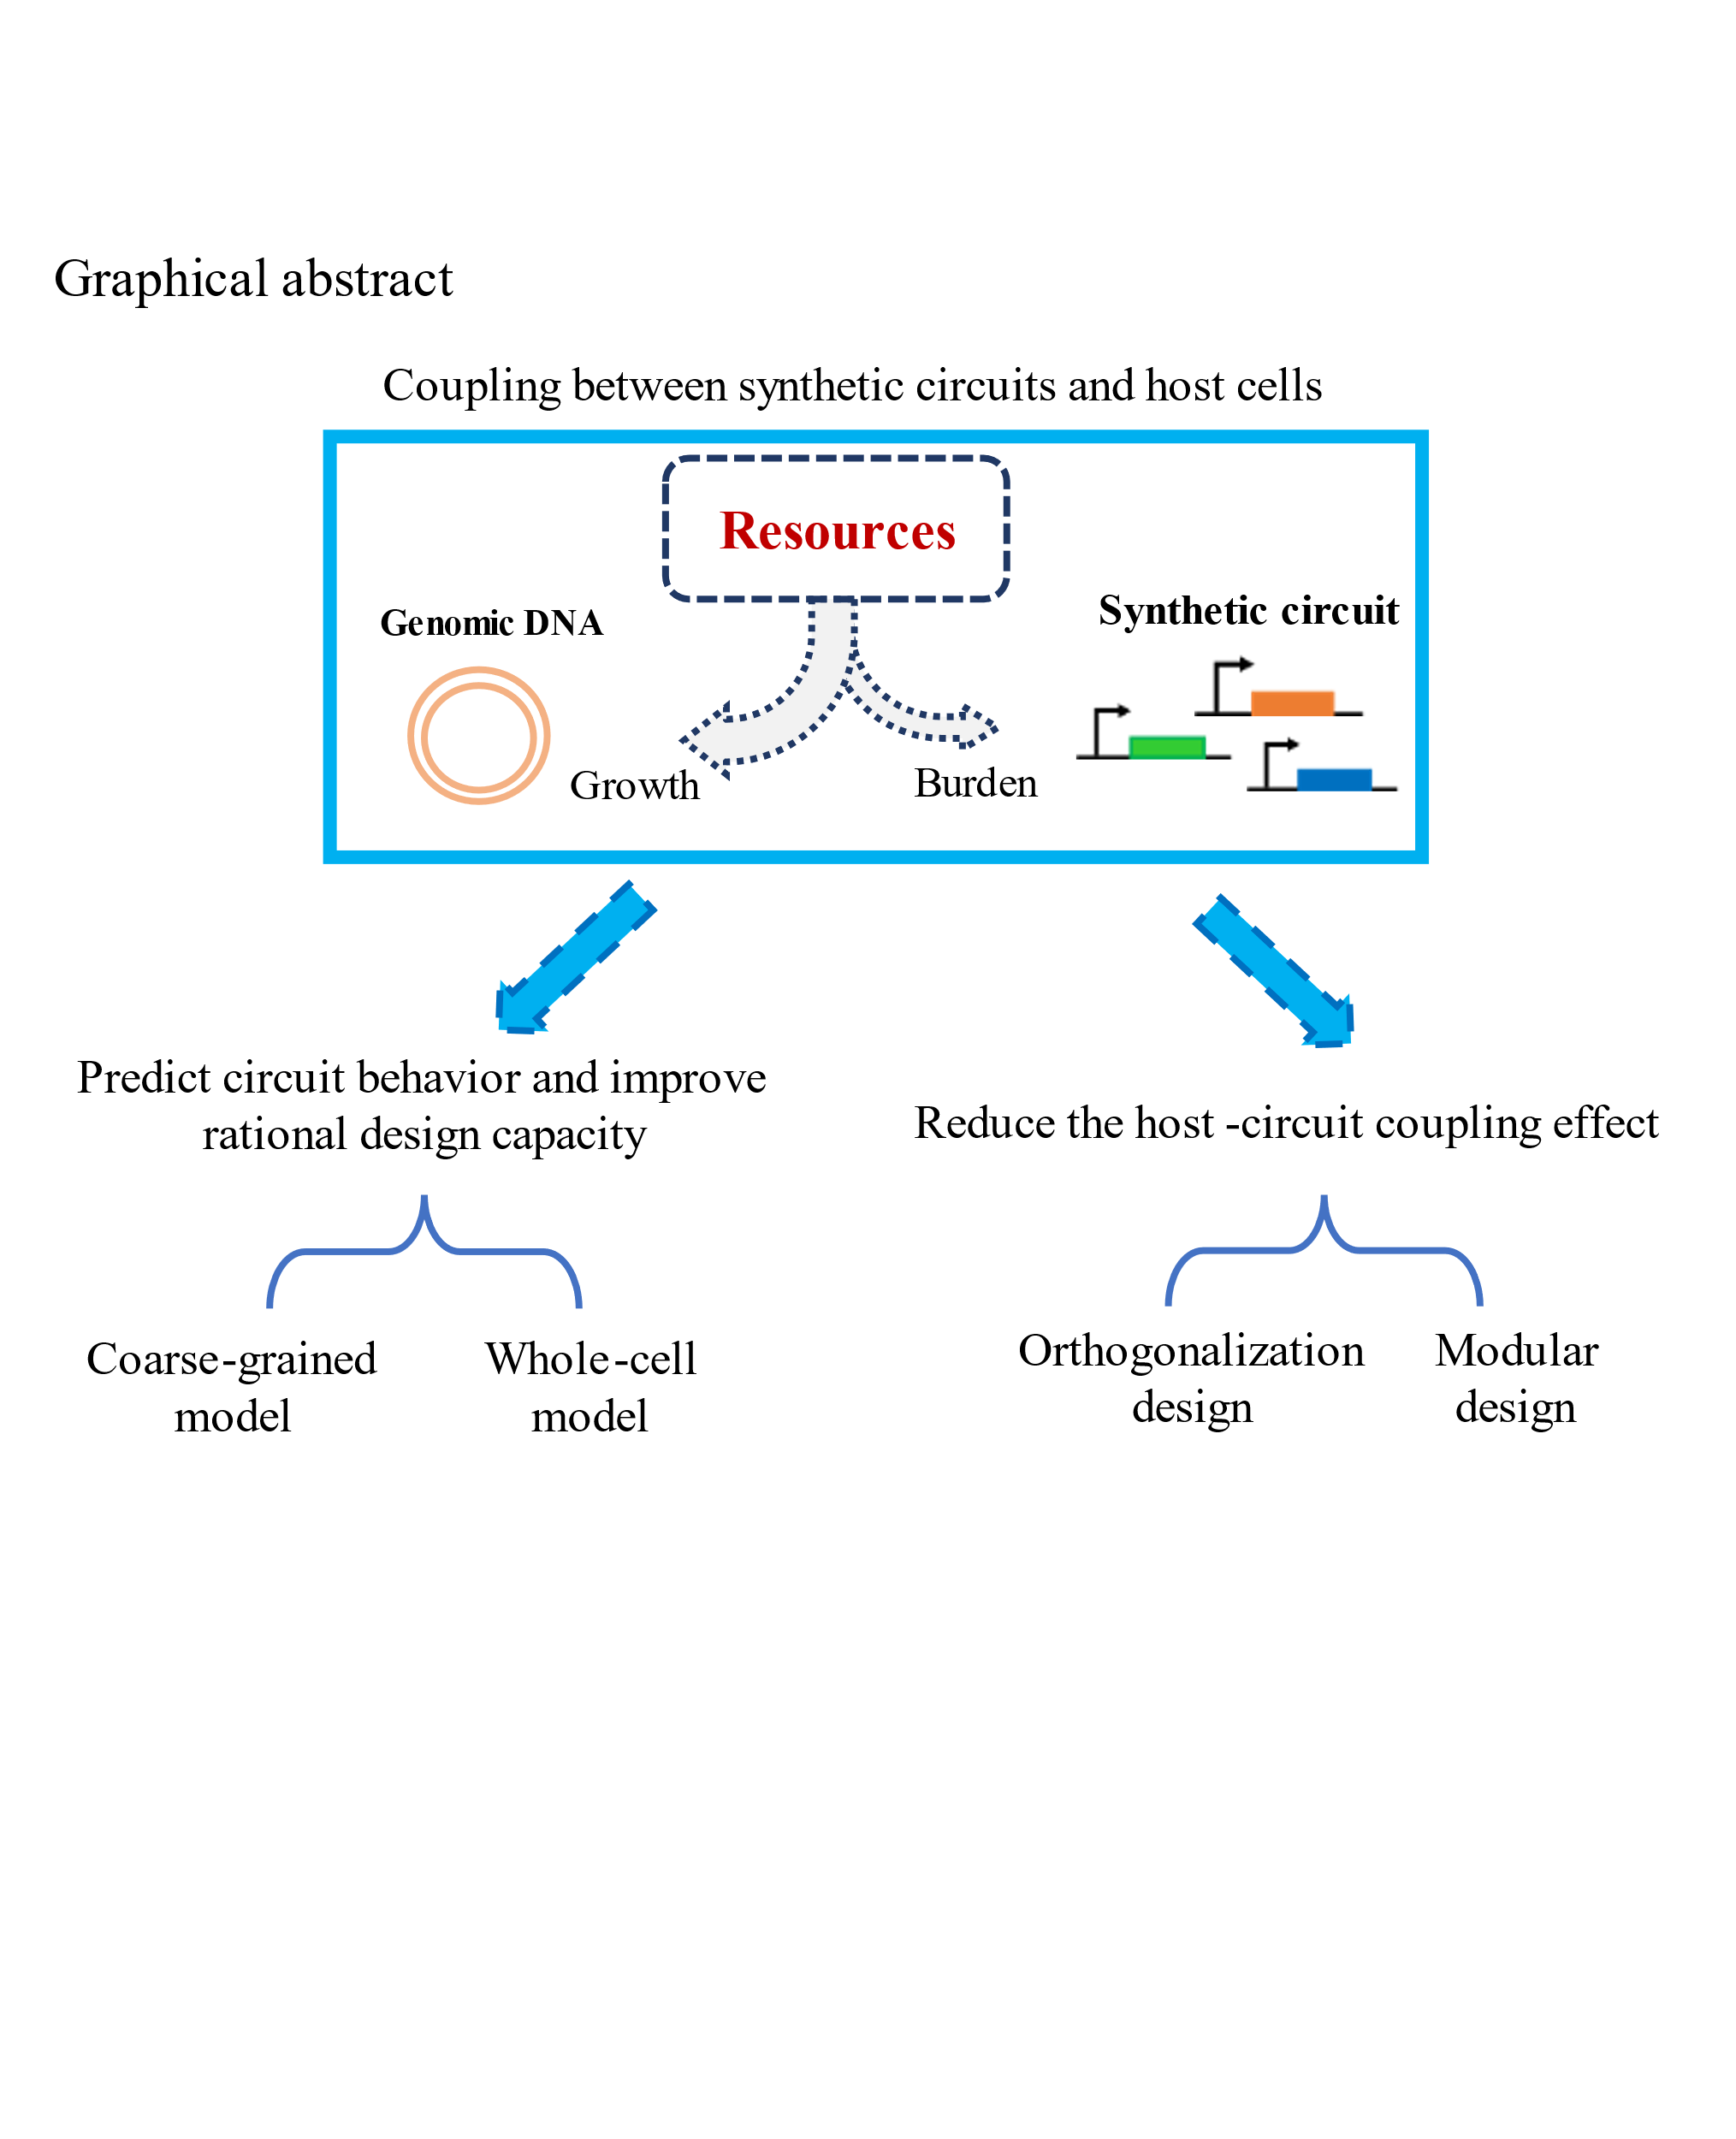 Graphical abstract
Coupling between synthetic circuits and host cells
Resources
Genomic DNA
Synthetic circuit
Growth
Burden
Predict circuit behavior and improve
rational design capacity
Reduce the host -circuit coupling effect
Coarse-grained
model
Whole-cell
model
Orthogonalization
design
Modular
design